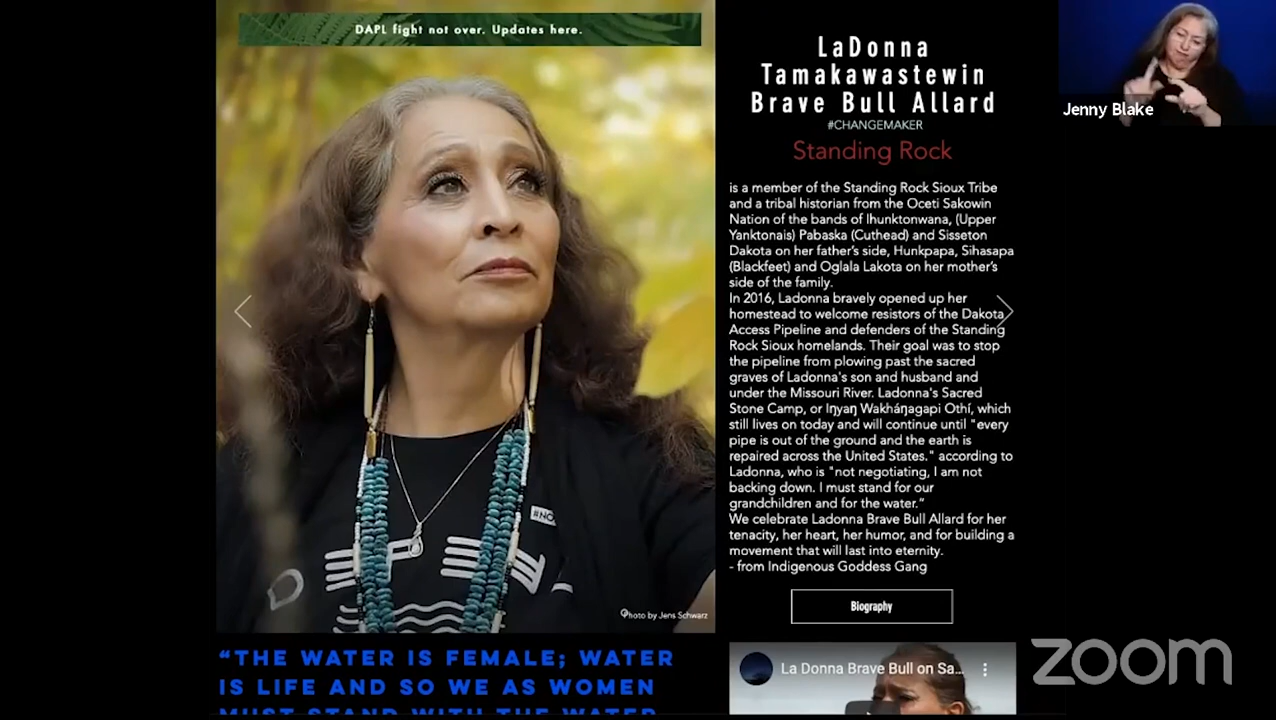 DAPL fight not over. Updates here.
LaDonna
Tamakawastewin
Brave Bull Allard
#CHANGEMAKER
Standing Rock
is a member of the Standing Rock Sioux Tribe
and a tribal historian from the Oceti Sakowin
Nation of the bands of Ihunktonwana, (Upper
Yanktonais) Pabaska (Cuthead) and Sisseton
Dakota on her father's side, Hunkpapa, Sihasapa
(Blackfeet) and Oglala Lakota on her mother's
side of the family.
In 2016, Ladonna bravely opened up her
homestead to welcome resistors of the Dakota
Access Pipeline and defenders of the Standing
Rock Sioux homelands. Their goal was to stop
the pipeline from plowing past the sacred
graves of Ladonna's son and husband and
under the Missouri River. Ladonna's Sacred
Stone Camp, or Iŋyaŋ Wakháŋagapi Othí, which
still lives on today and will continue until "every
pipe is out of the ground and the earth is
repaired across the United States." according to
Ladonna, who is "not negotiating, I am not
backing down. I must stand for our
grandchildren and for the water."
We celebrate Ladonna Brave Bull Allard for her
tenacity, her heart, her humor, and for building a
movement that will last into eternity.
- from Indigenous Goddess Gang
Biography
#NO
Photo by Jens Schwarz
"THE WATER IS FEMALE; WATER
IS LIFE AND SO WE AS WOMEN
MUST STAND WITH THE WATER
La Donna Brave Bull on Sa...
Jenny Blake
zoom